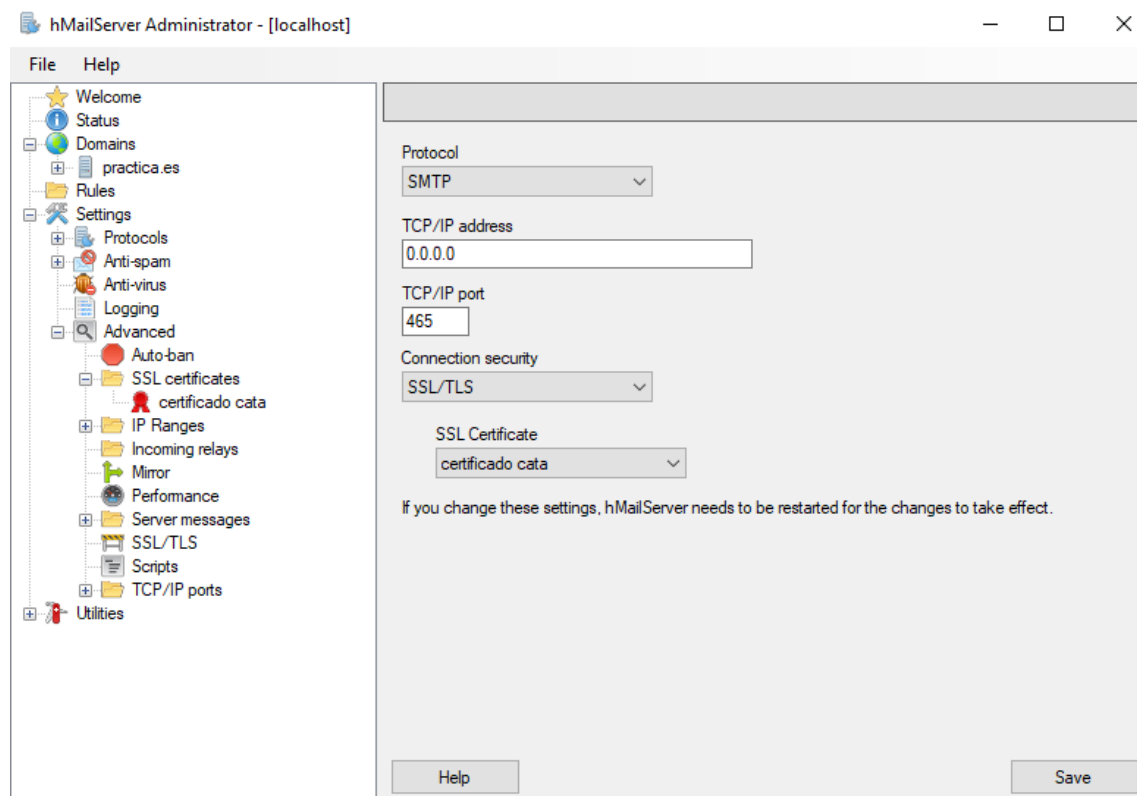 hMailServer Administrator - [localhost]
File Help
Welcome
Status
Domains
practica.es
Rules
Settings
Protocols
Anti-spam
Anti-virus
Logging
Advanced
Auto-ban
SSL certificates
certificado cata
IP Ranges
Incoming relays
Mirror
Performance
Server messages
SSL/TLS
Scripts
TCP/IP ports
Utilities
Protocol
SMTP
TCP/IP address
0.0.0.0
TCP/IP port
465
Connection security
SSL/TLS
SSL Certificate
certificado cata
If you change these settings, hMailServer needs to be restarted for the changes to take effect.
Help Save